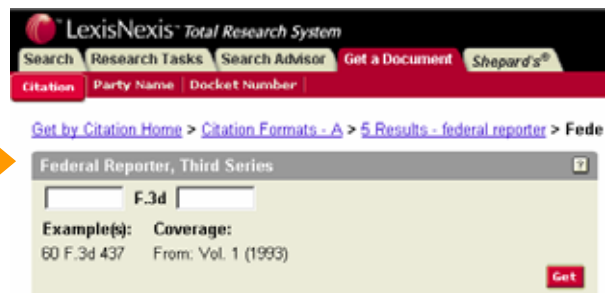 LexisNexis™ Total Research System
Search Research Tasks Search Advisor Get a Document Shepard's®
Citation Party Name Docket Number
Get by Citation Home > Citation Formats - A > 5 Results - federal reporter > Fede
Federal Reporter, Third Series ?
F.3d
Example(s): Coverage:
60 F.3d 437 From: Vol. 1 (1993)
Get